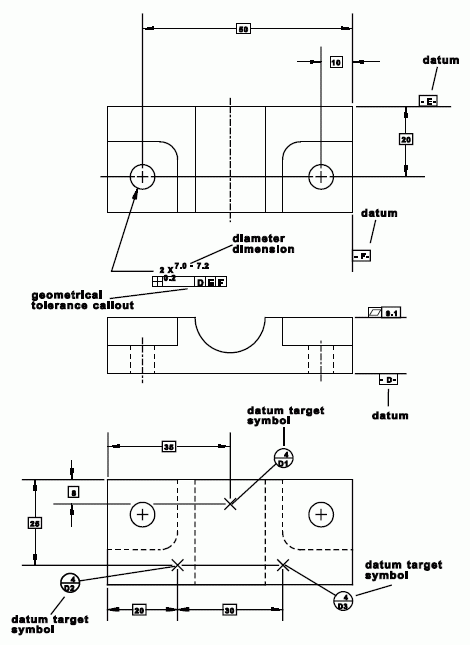 50
10
datum
-E-
20
datum
-F-
diameter
dimension
2 X 7.0 - 7.2
0.2 D E F
geometrical
tolerance callout
0.1
-D-
datum
datum target
symbol
35
4
D1
8
25
4
D2
datum target
symbol
4
D3
20
30
datum target
symbol